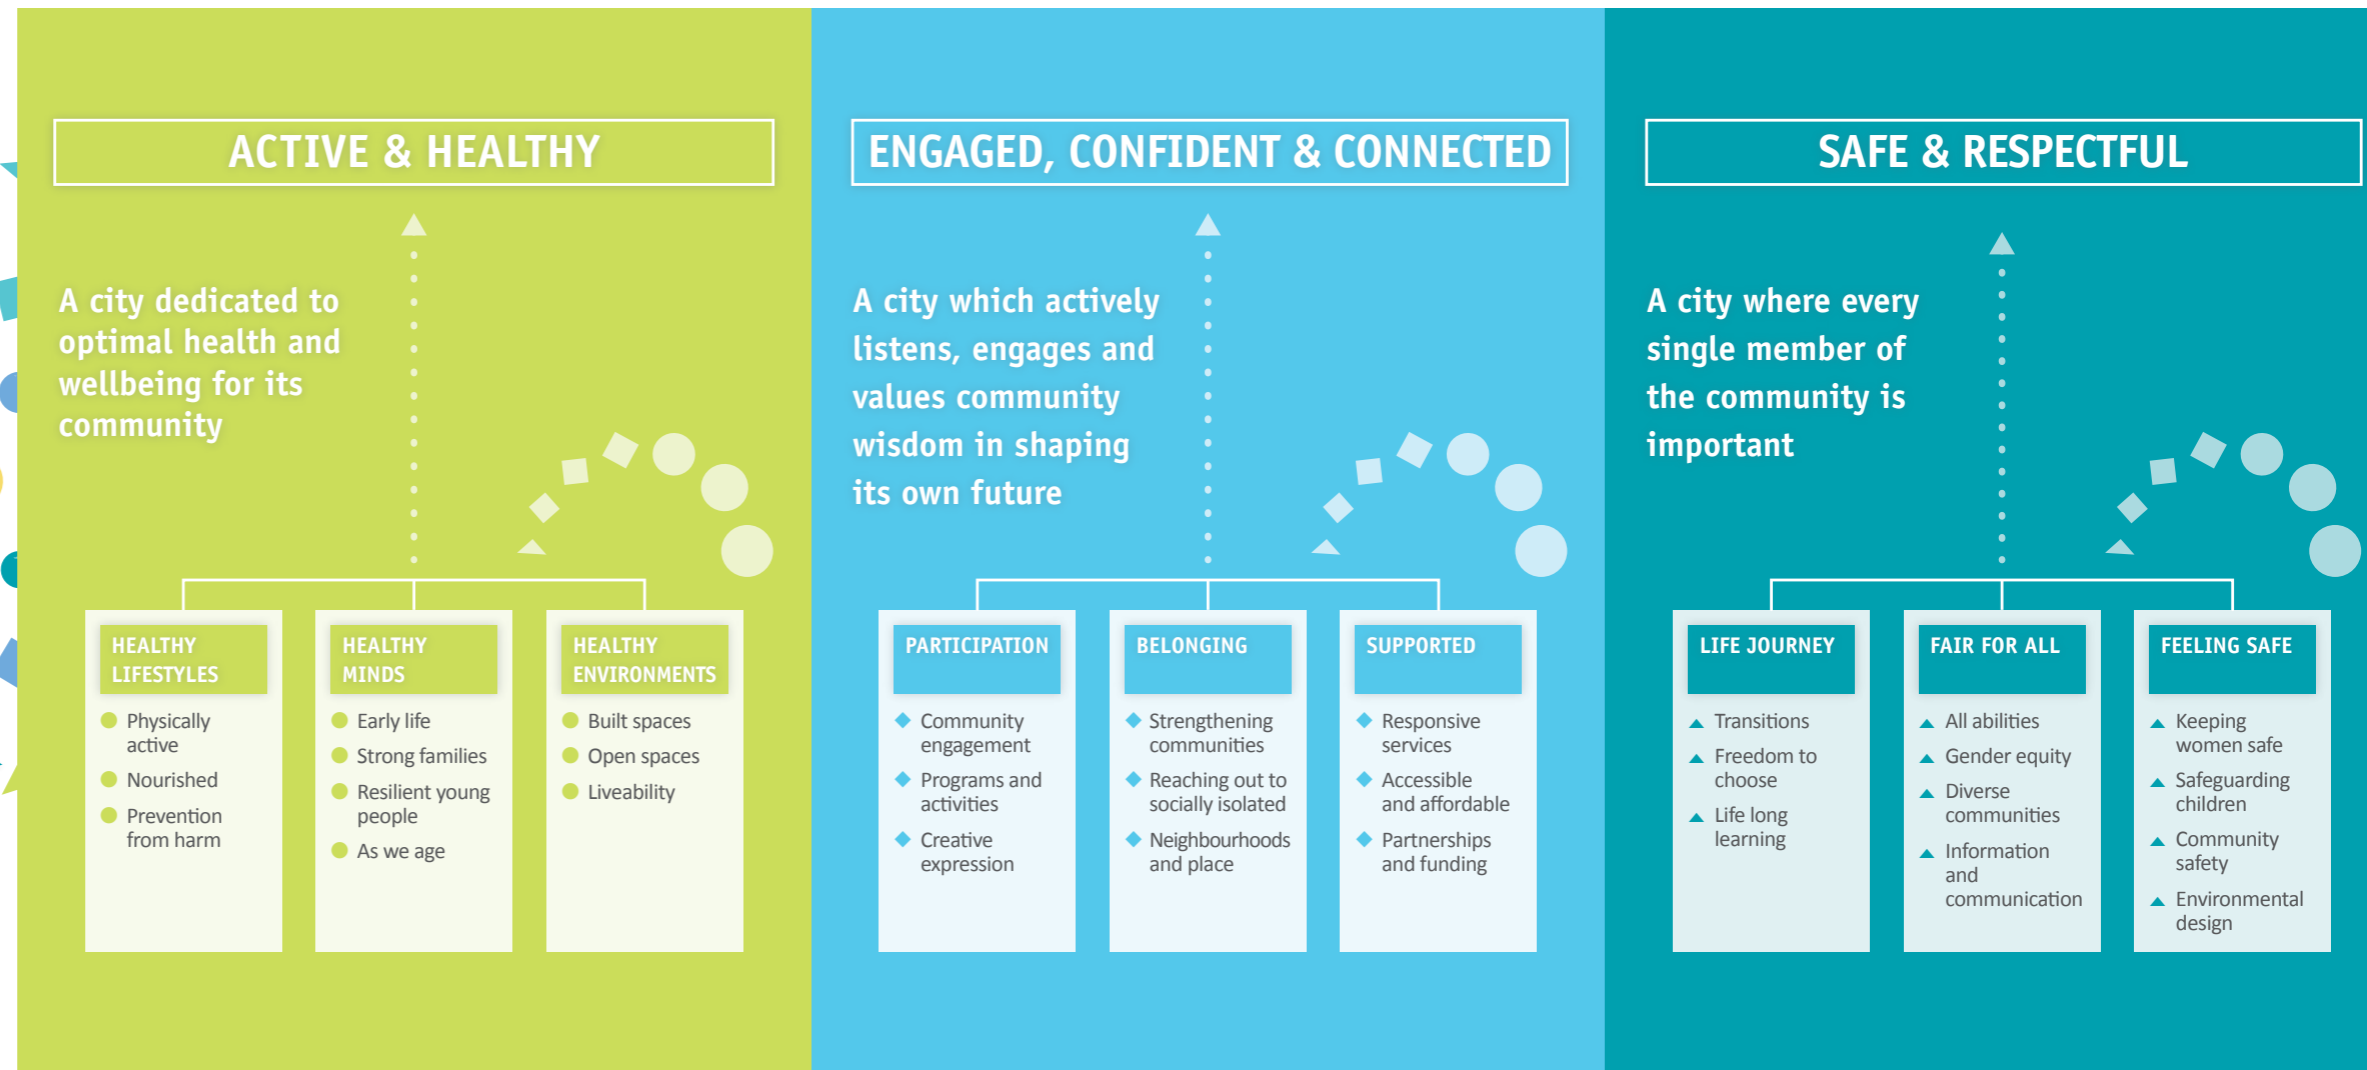 ACTIVE & HEALTHY
A city dedicated to
optimal health and
wellbeing for its
community
HEALTHY
LIFESTYLES
Physically
active
Nourished
Prevention
from harm
HEALTHY
MINDS
Early life
Strong families
Resilient young
people
As we age
HEALTHY
ENVIRONMENTS
Built spaces
Open spaces
Liveability
ENGAGED, CONFIDENT & CONNECTED
A city which actively
listens, engages and
values community
wisdom in shaping
its own future
PARTICIPATION
Community
engagement
Programs and
activities
Creative
expression
BELONGING
Strengthening
communities
Reaching out to
socially isolated
Neighbourhoods
and place
SUPPORTED
Responsive
services
Accessible
and affordable
Partnerships
and funding
SAFE & RESPECTFUL
A city where every
single member of
the community is
important
LIFE JOURNEY
Transitions
Freedom to
choose
Life long
learning
FAIR FOR ALL
All abilities
Gender equity
Diverse
communities
Information
and
communication
FEELING SAFE
Keeping
women safe
Safeguarding
children
Community
safety
Environmental
design